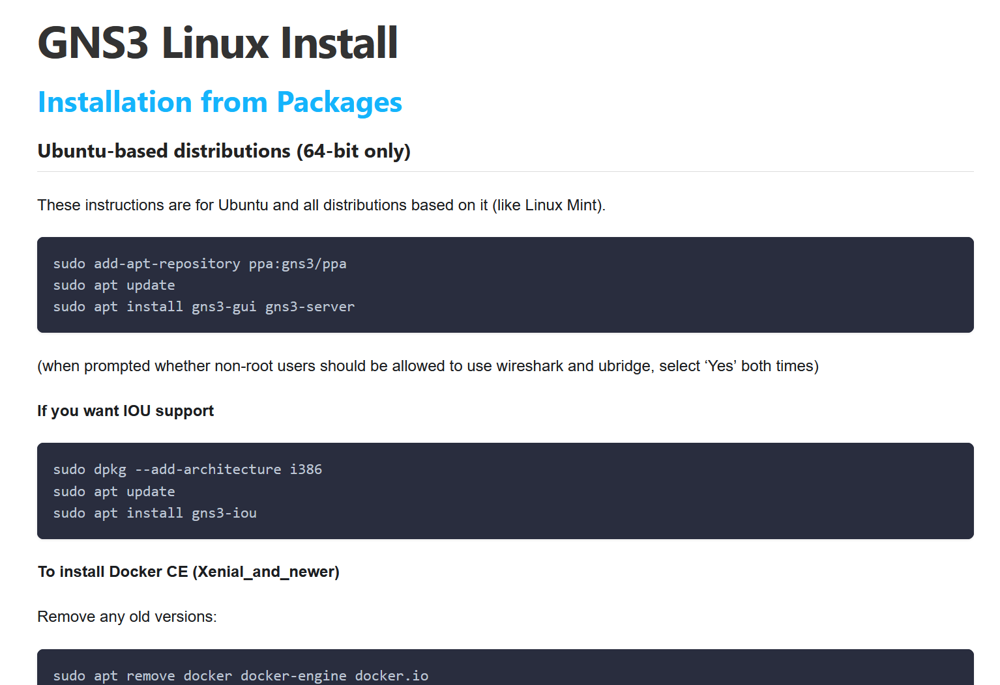 GNS3 Linux Install
Installation from Packages
Ubuntu-based distributions (64-bit only)
These instructions are for Ubuntu and all distributions based on it (like Linux Mint).
sudo add-apt-repository ppa:gns3/ppa
sudo apt update
sudo apt install gns3-gui gns3-server
(when prompted whether non-root users should be allowed to use wireshark and ubridge, select ‘Yes’ both times)
If you want IOU support
sudo dpkg --add-architecture i386
sudo apt update
sudo apt install gns3-iou
To install Docker CE (Xenial_and_newer)
Remove any old versions:
sudo apt remove docker docker-engine docker.io